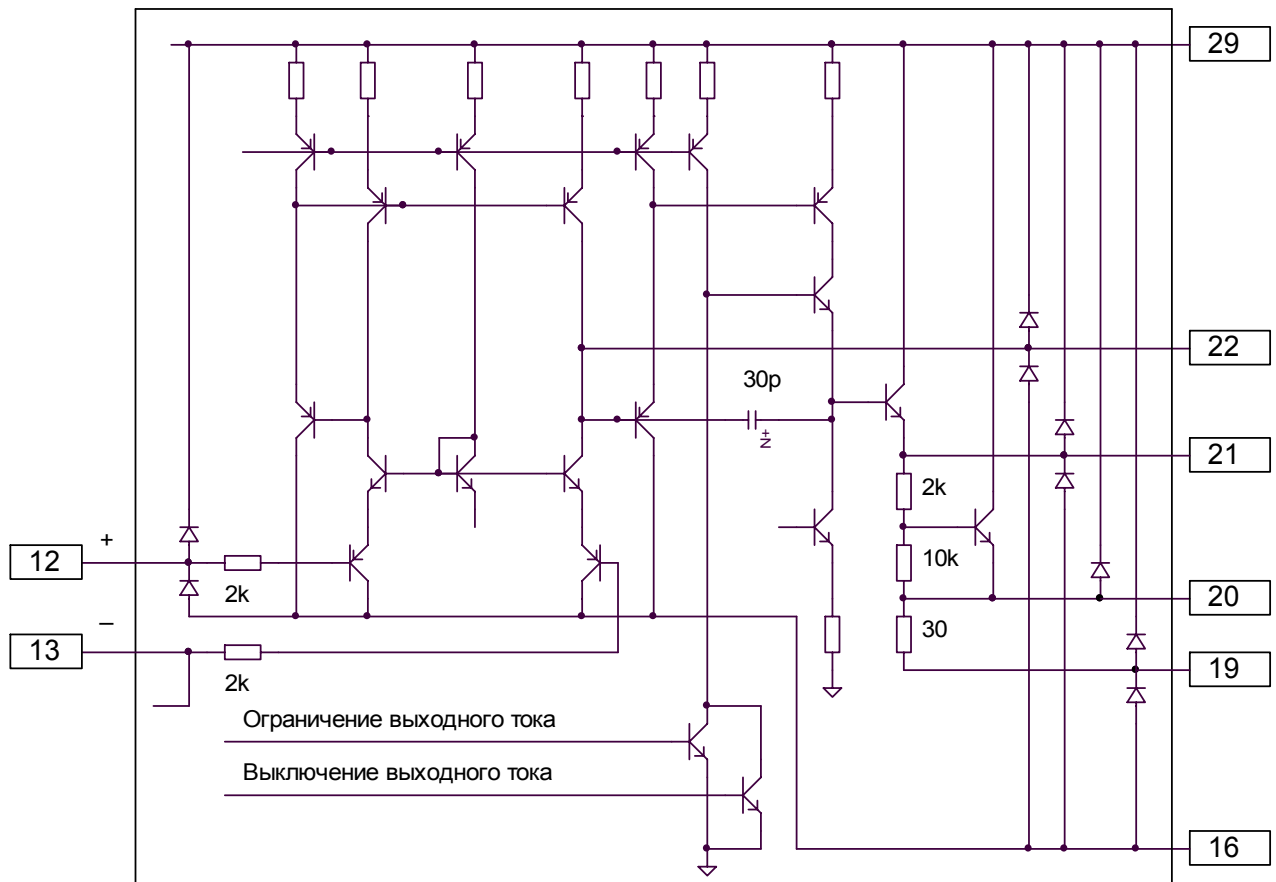 29
22
30p
N+
21
2k
+
12
10k
2k
20
–
30
13
19
2k
Ограничение выходного тока
Выключение выходного тока
16